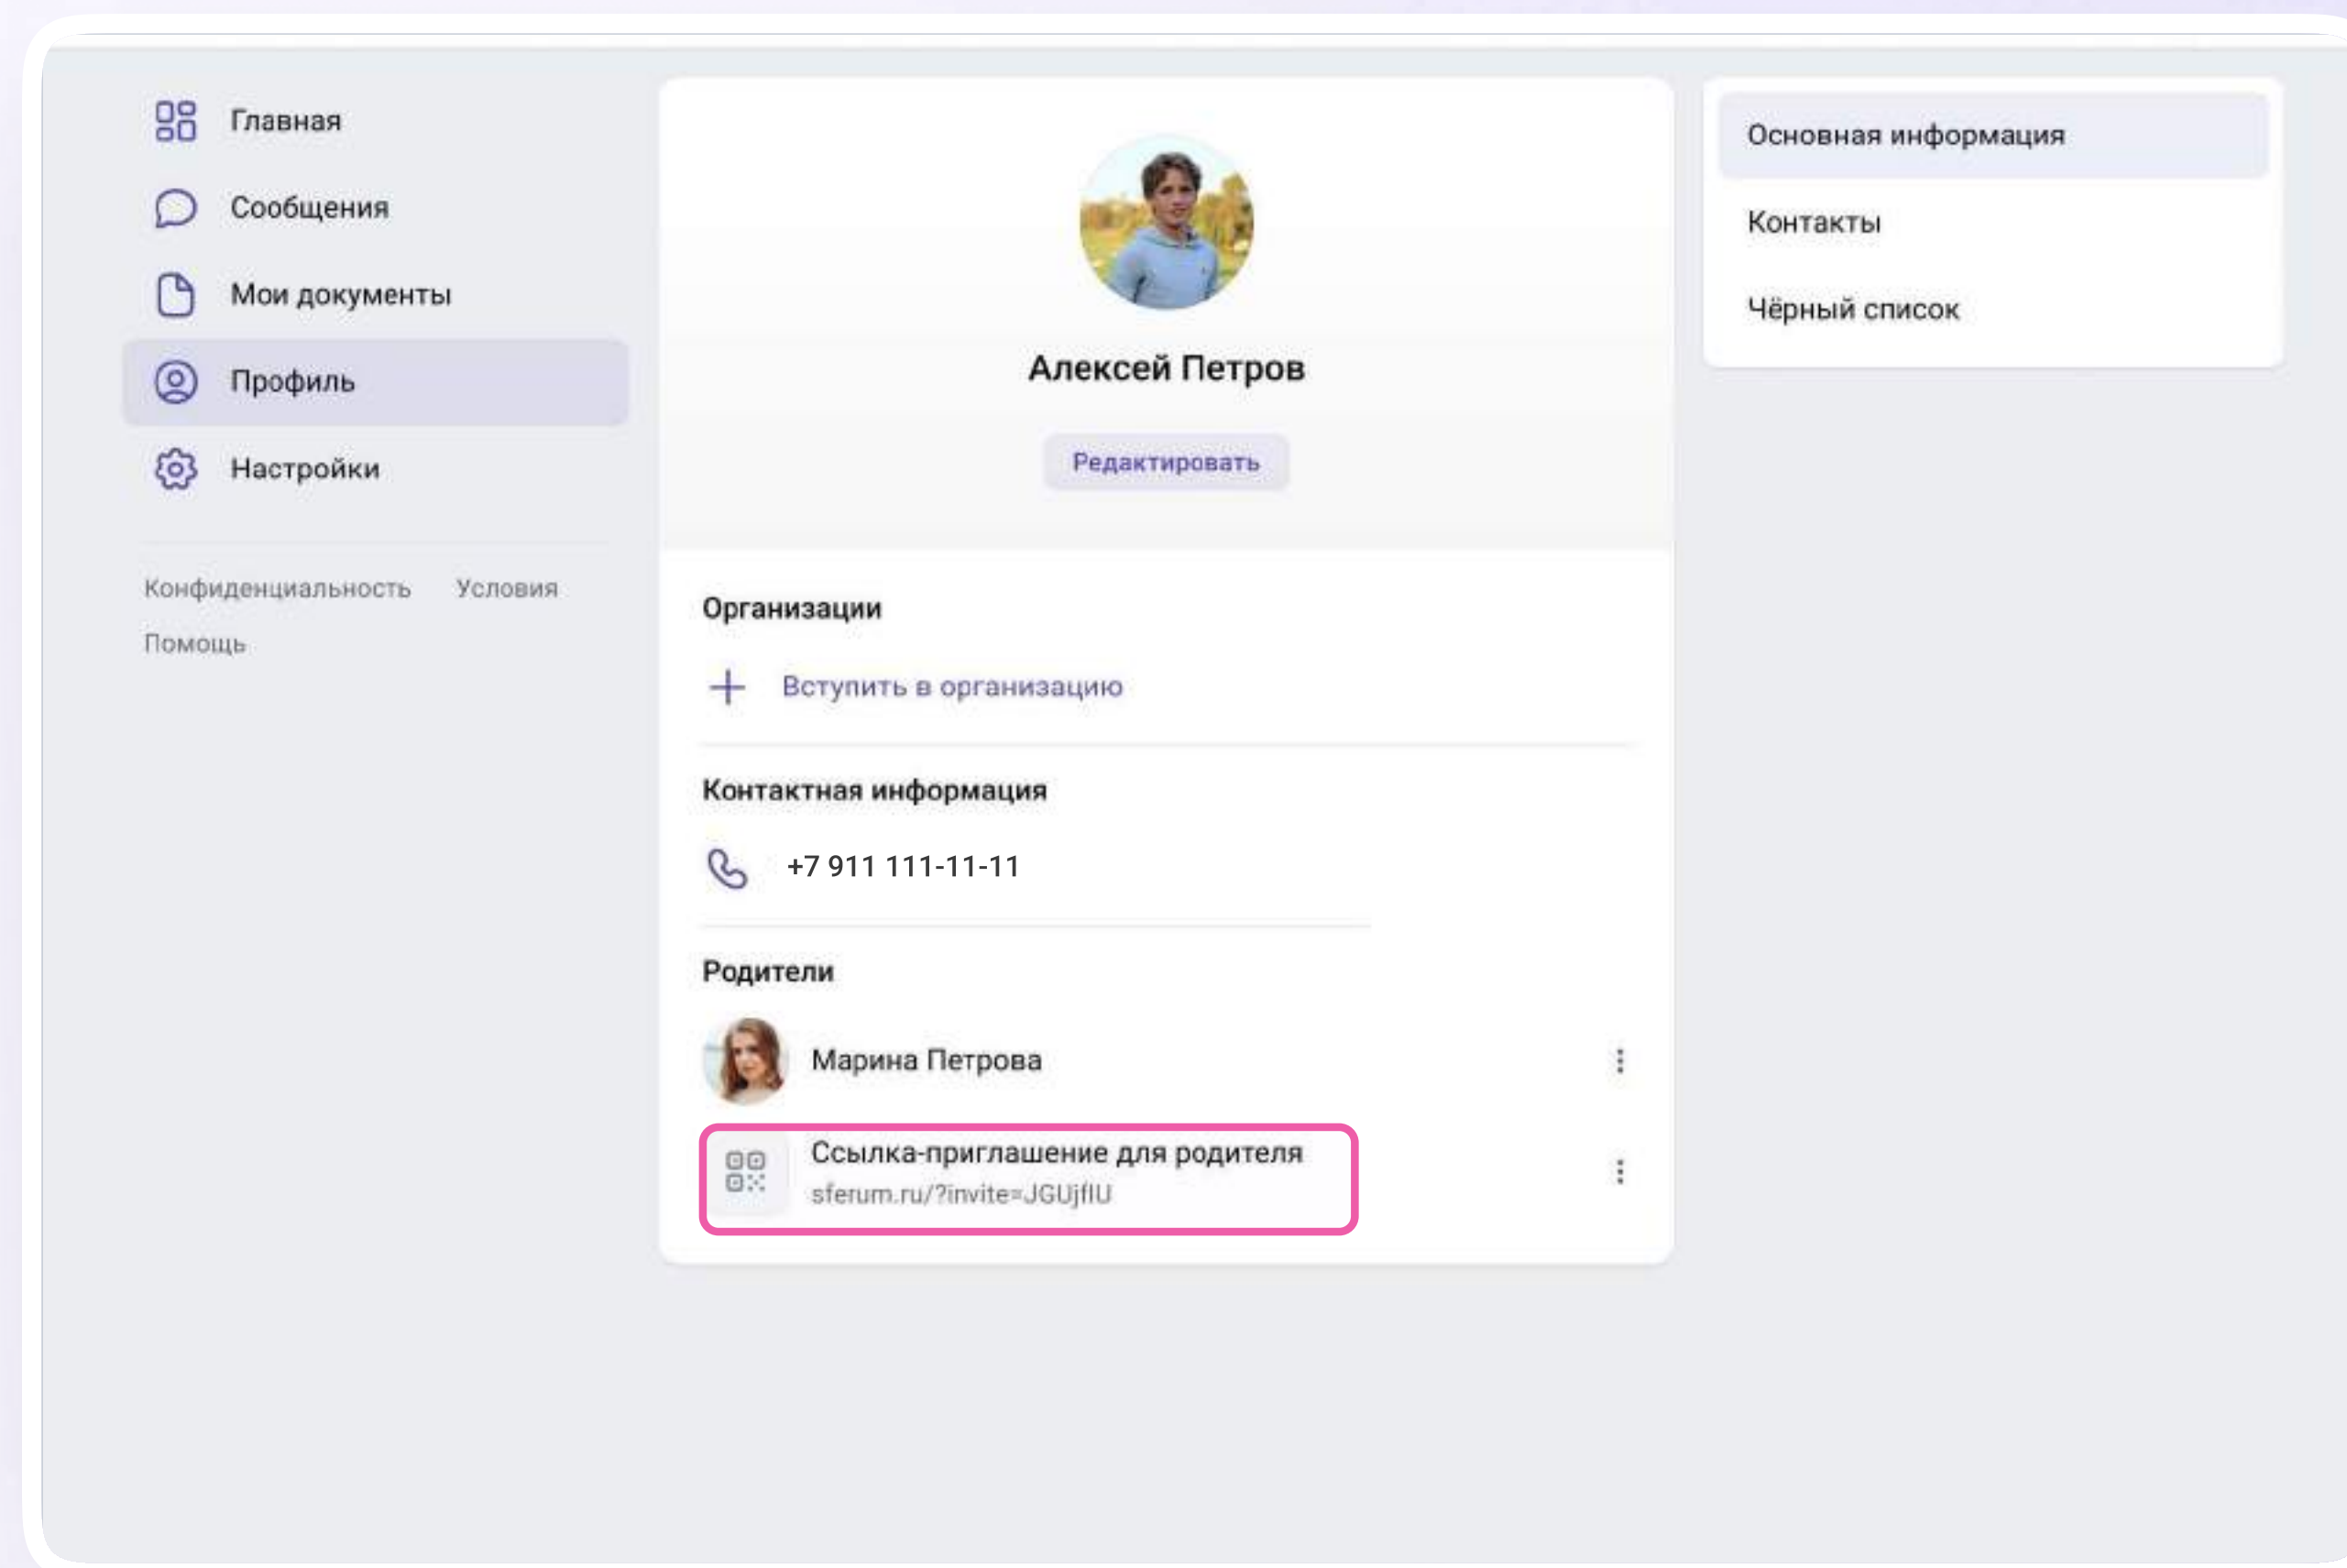 Главная
Сообщения
Мои документы
Профиль
Настройки
Конфиденциальность Условия
Помощь
Алексей Петров
Редактировать
Организации
Вступить в организацию
Контактная информация
+7 911 111-11-11
Родители
Марина Петрова
Ссылка-приглашение для родителя
sferum.ru/?invite=JGUjflU
Основная информация
Контакты
Чёрный список